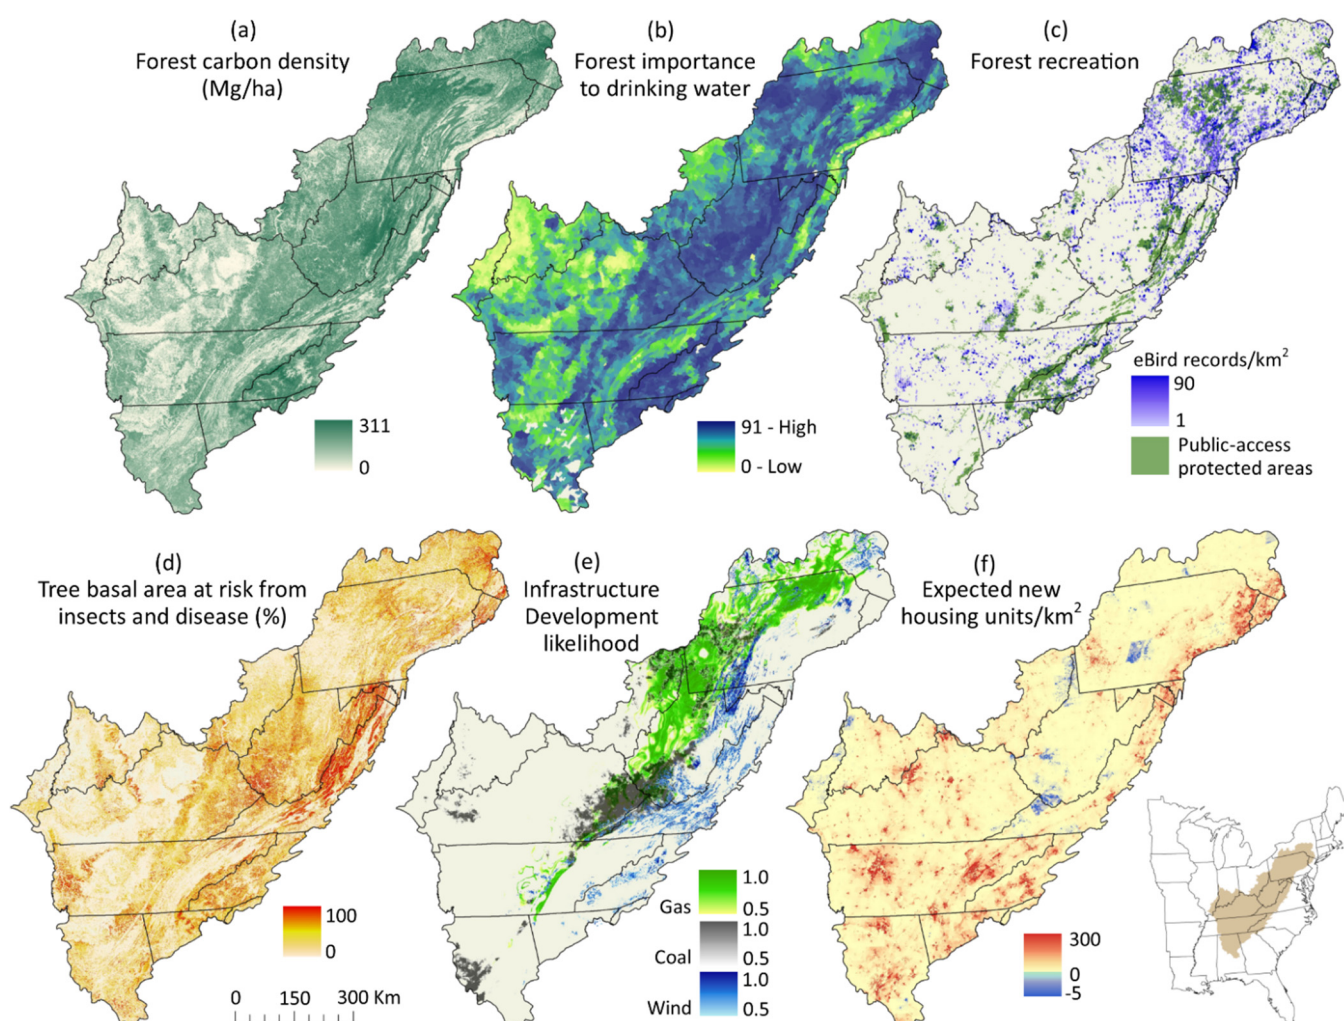 (a)
Forest carbon density
(Mg/ha)
311
0
(b)
Forest importance
to drinking water
91 - High
0 - Low
(c)
Forest recreation
eBird records/km²
90
1
Public-access
protected areas
(d)
Tree basal area at risk from
insects and disease (%)
100
0
0 150 300 Km
(e)
Infrastructure
Development
likelihood
Gas
1.0
0.5
Coal
1.0
0.5
Wind
1.0
0.5
(f)
Expected new
housing units/km²
300
0
-5